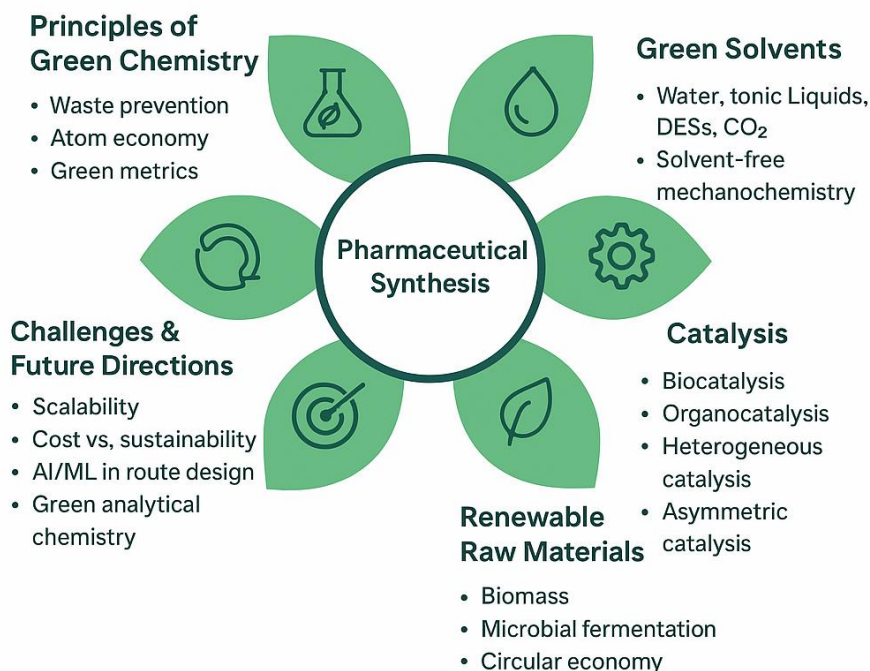 Principles of
Green Chemistry
• Waste prevention
• Atom economy
• Green metrics
Green Solvents
• Water, tonic Liquids,
DESs, CO₂
• Solvent-free
mechanochemistry
Pharmaceutical
Synthesis
Challenges &
Future Directions
• Scalability
• Cost vs, sustainability
• AI/ML in route design
• Green analytical
chemistry
Catalysis
• Biocatalysis
• Organocatalysis
• Heterogeneous
catalysis
• Asymmetric
catalysis
Renewable
Raw Materials
• Biomass
• Microbial fermentation
• Circular economy